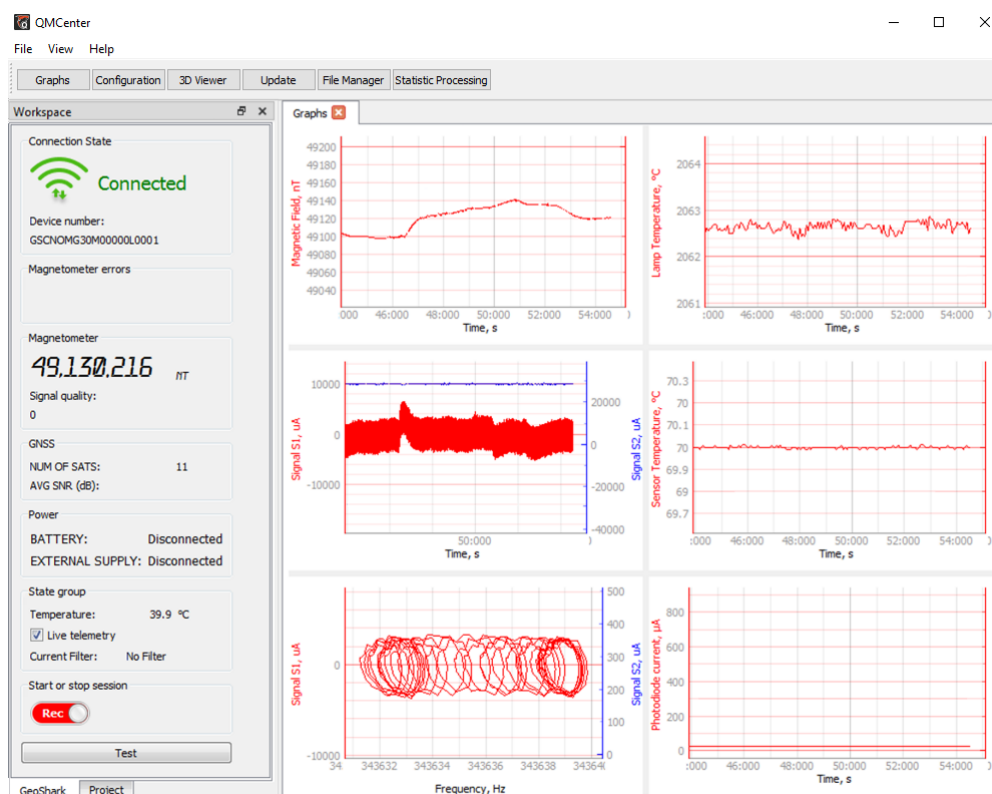 QMCenter
File View Help
Graphs Configuration 3D Viewer Update File Manager Statistic Processing
Workspace
Connection State
Connected
Device number:
GSCNOMG30M00000L0001
Magnetometer errors
Magnetometer
49,130,216 NT
Signal quality:
0
GNSS
NUM OF SATS: 11
AVG SNR (dB):
Power
BATTERY: Disconnected
EXTERNAL SUPPLY: Disconnected
State group
Temperature: 39.9 ºC
Live telemetry
Current Filter: No Filter
Start or stop session
Rec
Test
GeoShark Project
Graphs
Magnetic Field, nT
49200
49180
49160
49140
49120
49100
49080
49060
49040
:000 46:000 48:000 50:000 52:000 54:000
Time, s
Lamp Temperature, ºC
2064
2063
2062
2061
:000 46:000 48:000 50:000 52:000 54:000
Time, s
Signal S1, uA
10000
0
-10000
50:000
Time, s
20000
0
-20000
-40000
Signal S2, uA
Sensor Temperature, ºC
70.3
70.2
70.1
70
69.9
69.8
69.7
:000 46:000 48:000 50:000 52:000 54:000
Time, s
Signal S1, uA
0
-10000
34 343632 343634 343636 343638 34364
Frequency, Hz
500
400
300
200
100
0
Signal S2, uA
Photodiode current, µA
800
600
400
200
0
:000 46:000 48:000 50:000 52:000 54:000
Time, s